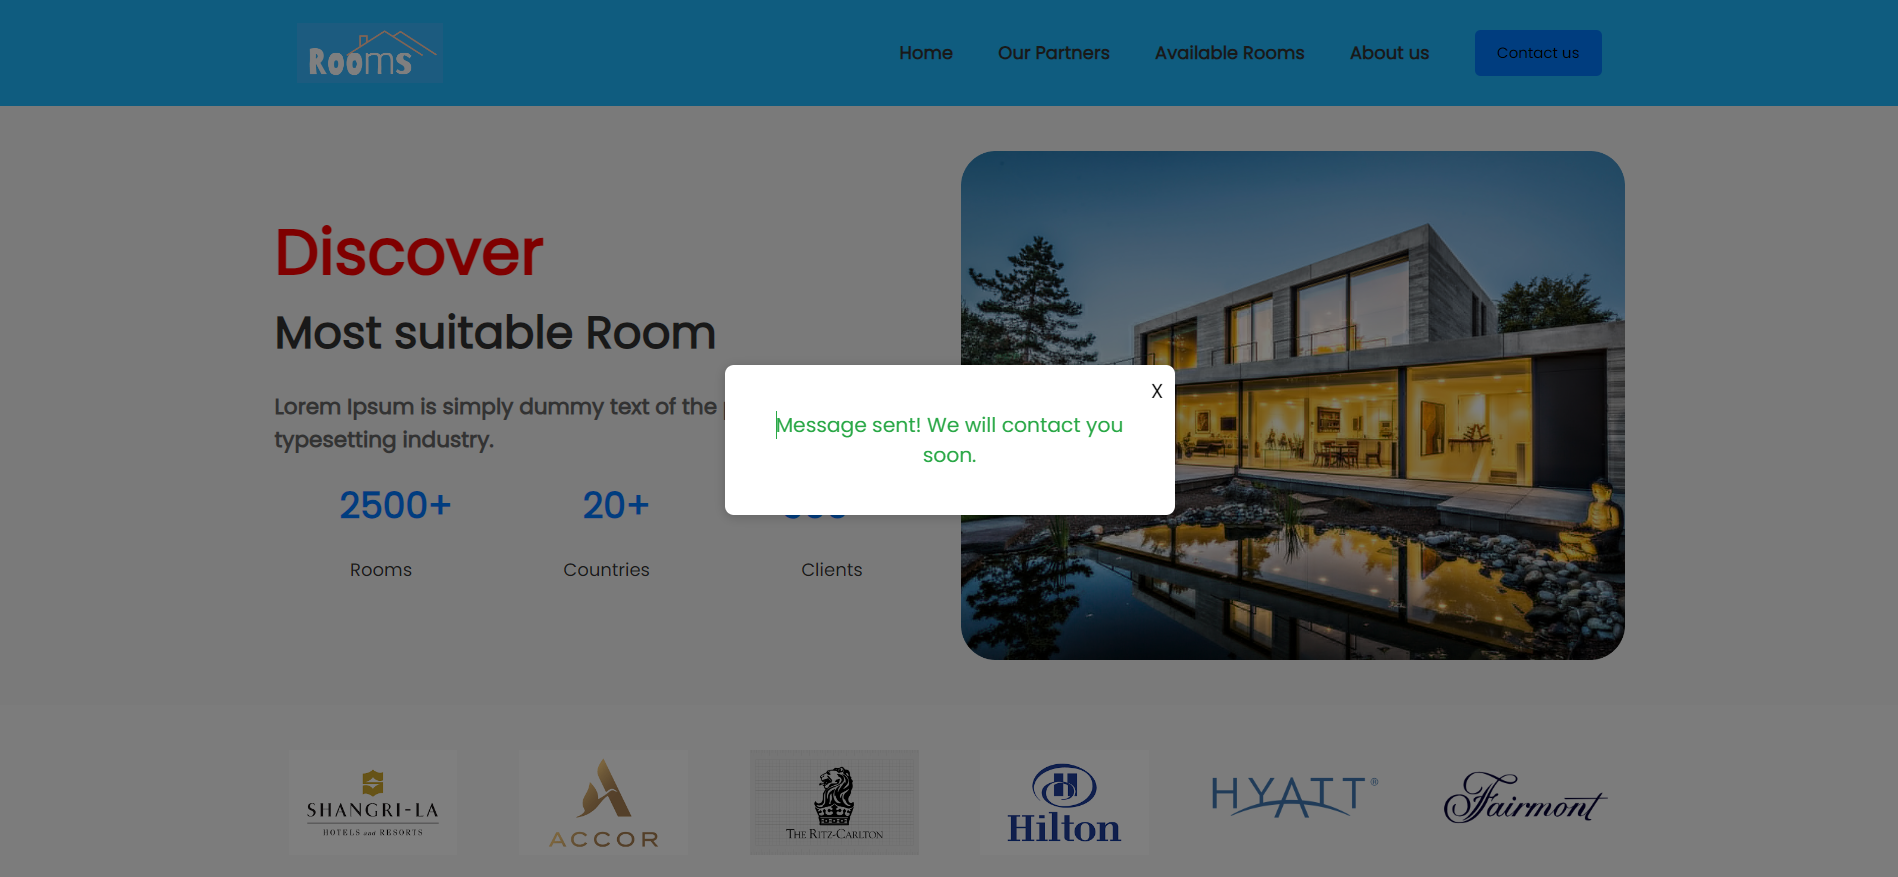 Rooms
Home
Our Partners
Available Rooms
About us
Contact us
Discover
Most suitable Room
Lorem Ipsum is simply dummy text of the
typesetting industry.
X
Message sent! We will contact you
soon.
2500+
20+
Rooms
Countries
Clients
SHANGRI-LA
HOTELS and RESORTS
ACCOR
THE RITZ-CARLTON
Hilton
HYATT®
Fairmont